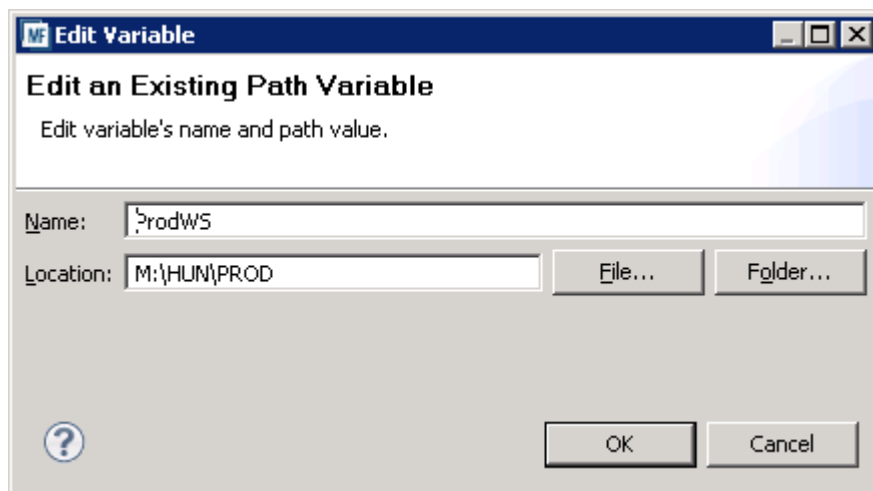 MF Edit Variable
Edit an Existing Path Variable
Edit variable's name and path value.
Name: ProdWS
Location: M:\HUN\PROD File... Folder...
? OK Cancel